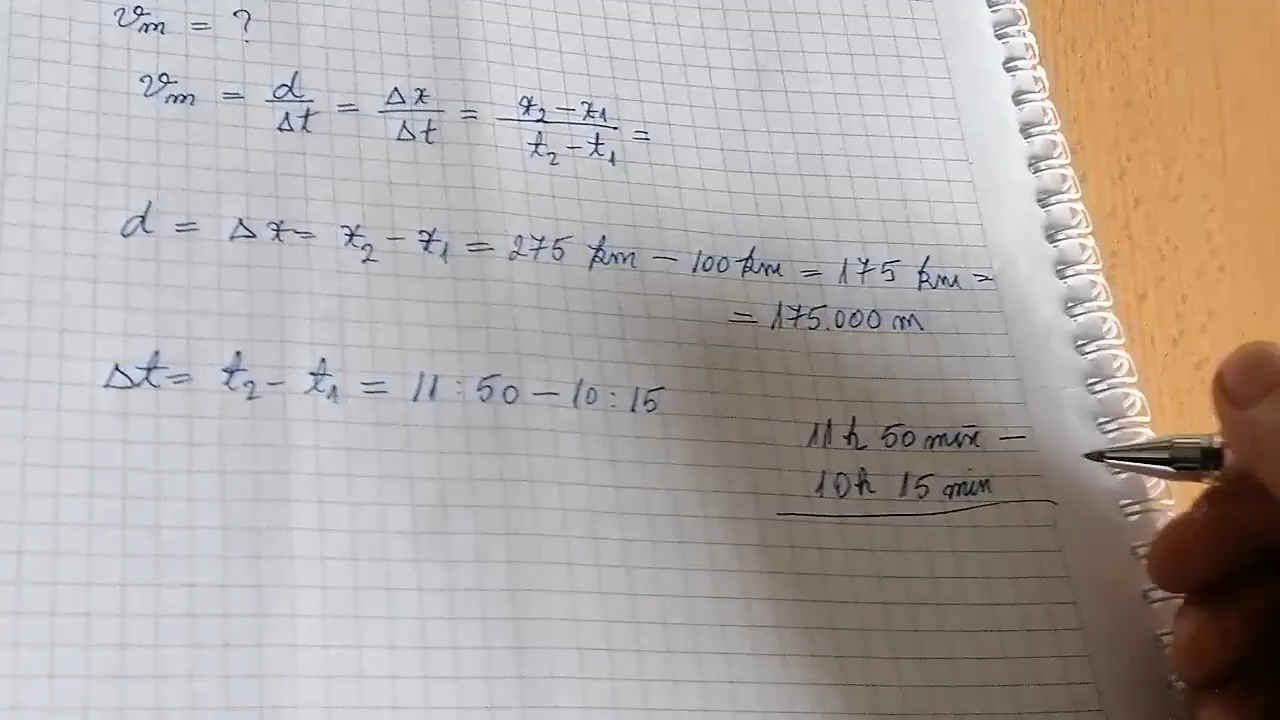 vm = ?
vm = d/Δt = Δx/Δt = x₂ - x₁/t₂ - t₁ =
d = Δx = x₂ - x₁ = 275 km - 100 km = 175 km =
= 175.000 m
Δt = t₂ - t₁ = 11:50 - 10:15
11 h 50 min -
10 h 15 min